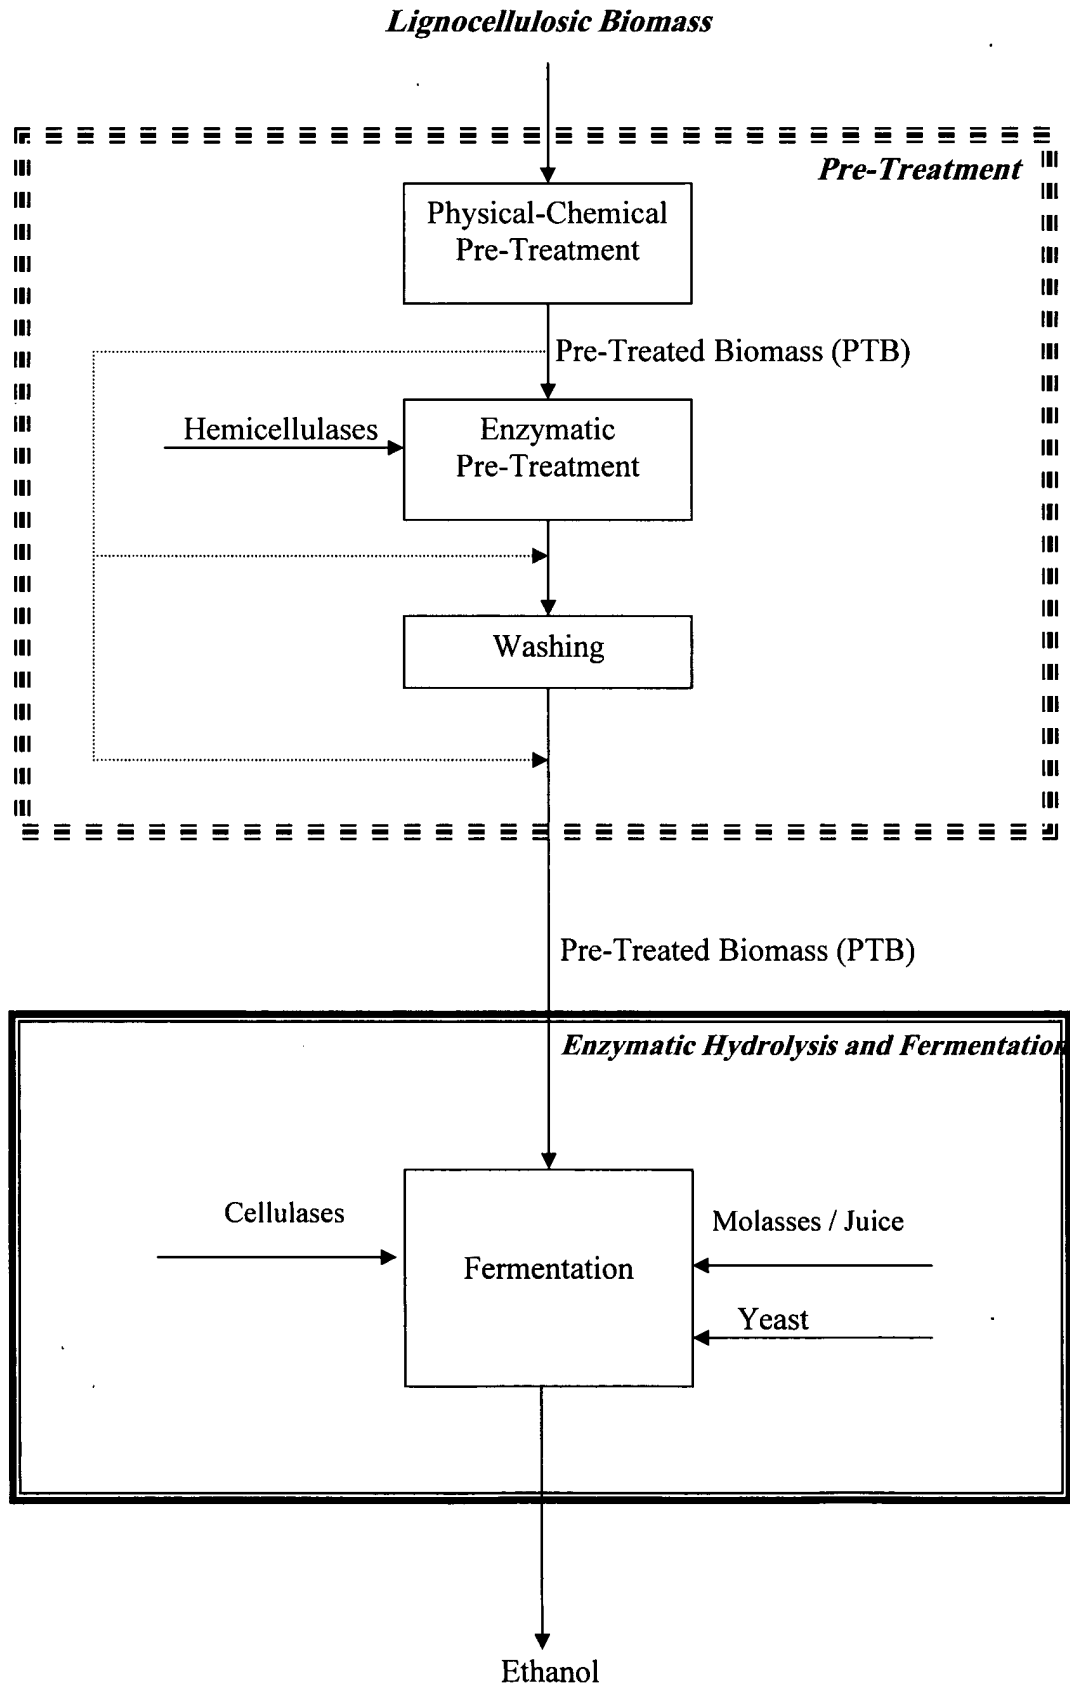 Lignocellulosic Biomass
Pre-Treatment
Physical-Chemical
Pre-Treatment
Pre-Treated Biomass (PTB)
Hemicellulases
Enzymatic
Pre-Treatment
Washing
Pre-Treated Biomass (PTB)
Enzymatic Hydrolysis and Fermentation
Cellulases
Molasses / Juice
Fermentation
Yeast
Ethanol